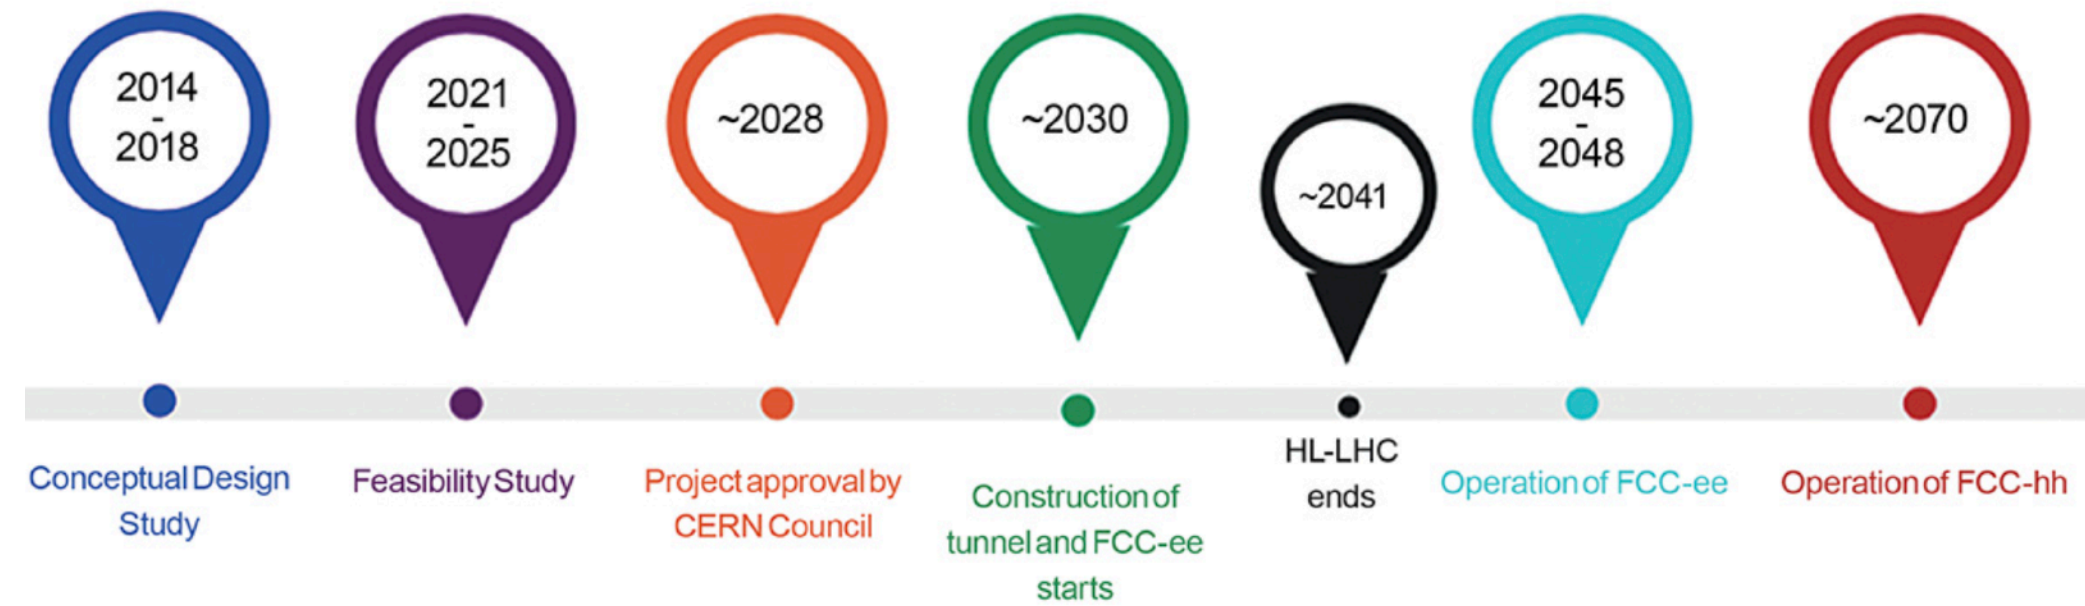 2014
-
2018
2021
-
2025
~2028
~2030
~2041
2045
-
2048
~2070
Conceptual Design
Study
Feasibility Study
Project approval by
CERN Council
Construction of
tunnel and FCC-ee
starts
HL-LHC
ends
Operation of FCC-ee
Operation of FCC-hh